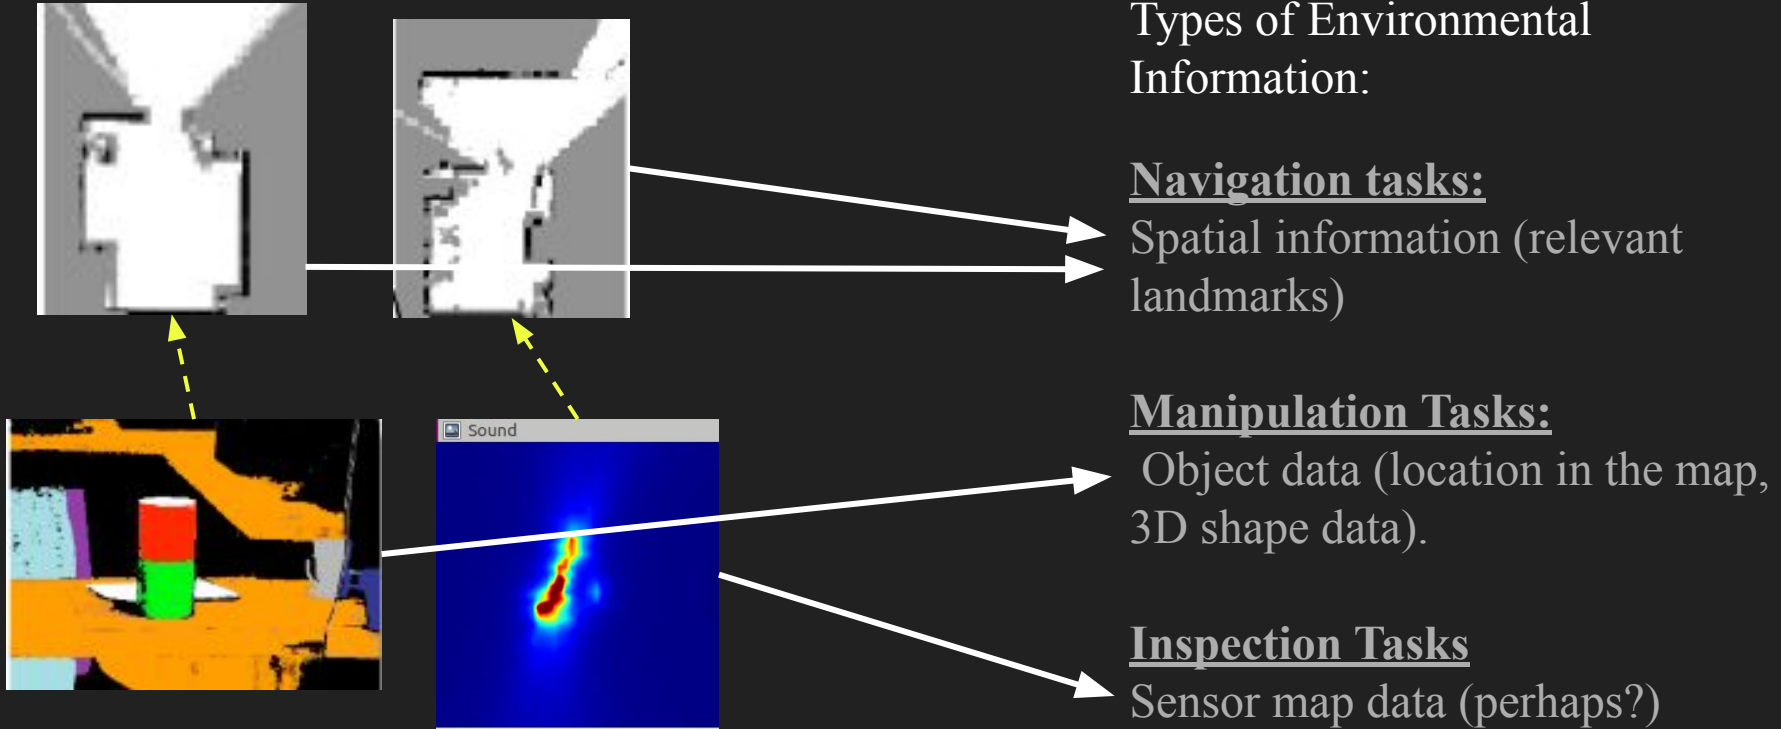 Types of Environmental
Information:
Navigation tasks:
Spatial information (relevant
landmarks)
Manipulation Tasks:
Object data (location in the map,
3D shape data).
Inspection Tasks
Sensor map data (perhaps?)
Sound